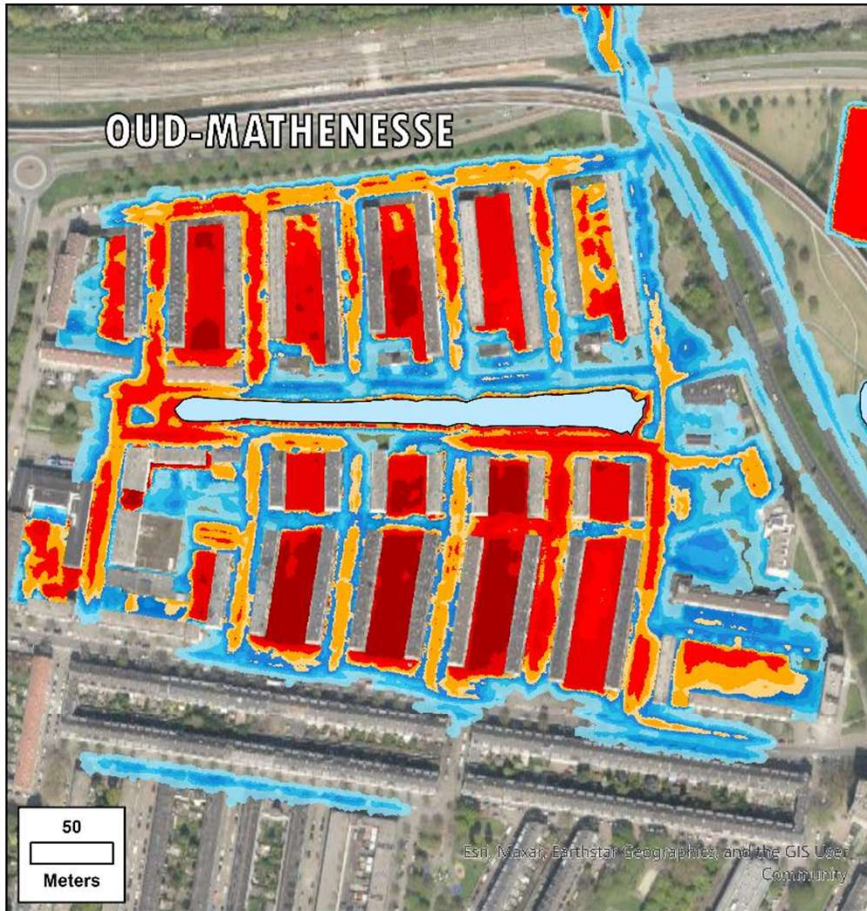 OUD-MATHENESSE
50
Meters
Esri, Maxar, Earthstar Geographics, and the GIS User
Community